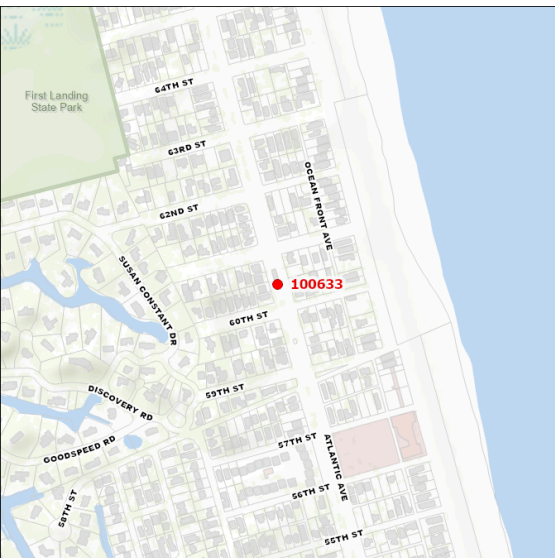 64TH ST
First Landing
State Park
63RD ST
OCEAN FRONT AVE
62ND ST
SUSAN CONSTANT DR
100633
60TH ST
59TH ST
DISCOVERY RD
57TH ST
GOODSPEED RD
ATLANTIC AVE
56TH ST
58TH ST
55TH ST